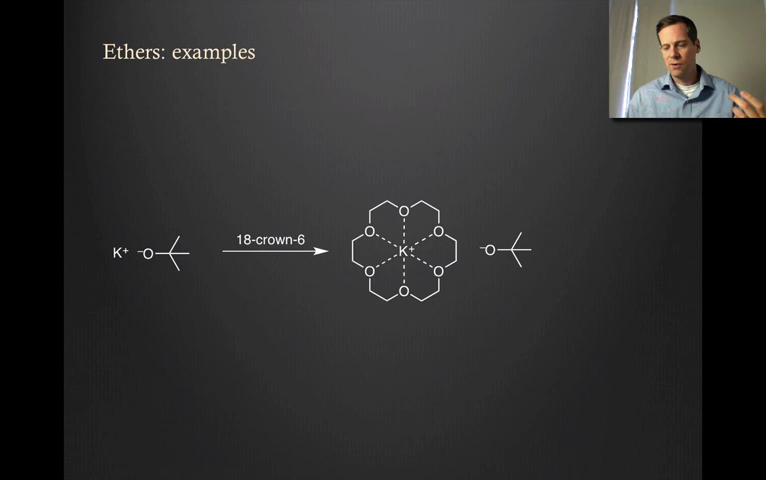 Ethers: examples
K⁺ ⁻O
18-crown-6
O
O O
K⁺
O O
O
⁻O